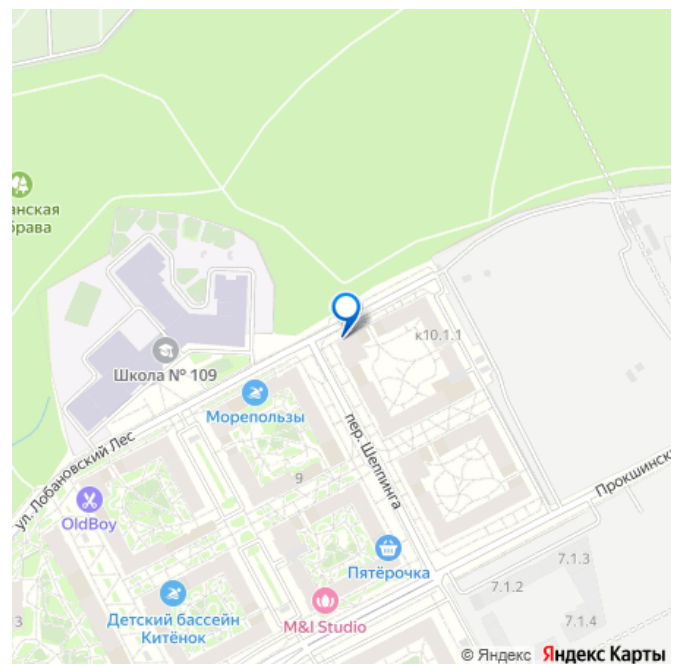 анская
брава
к10.1.1
Школа № 109
Морепользы
ул. Лобановский Лес
пер. Шеппинга
9
Прокшинск
OldBoy
Пятёрочка
7.1.3
7.1.2
Детский бассейн
Китёнок
M&I Studio
3
7.1.4
© Яндекс Яндекс Карты